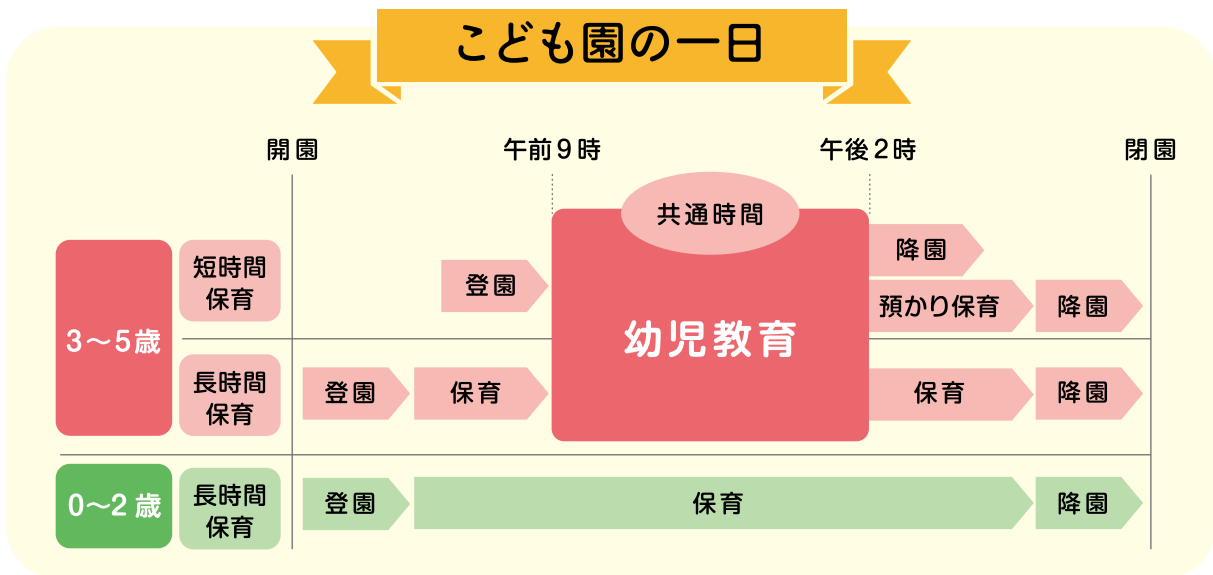 こども園の一日
開園
午前9時
午後2時
閉園
共通時間
幼児教育
3〜5歳
短時間
保育
登園
降園
預かり保育
降園
長時間
保育
登園
保育
保育
降園
0〜2歳
長時間
保育
登園
保育
降園